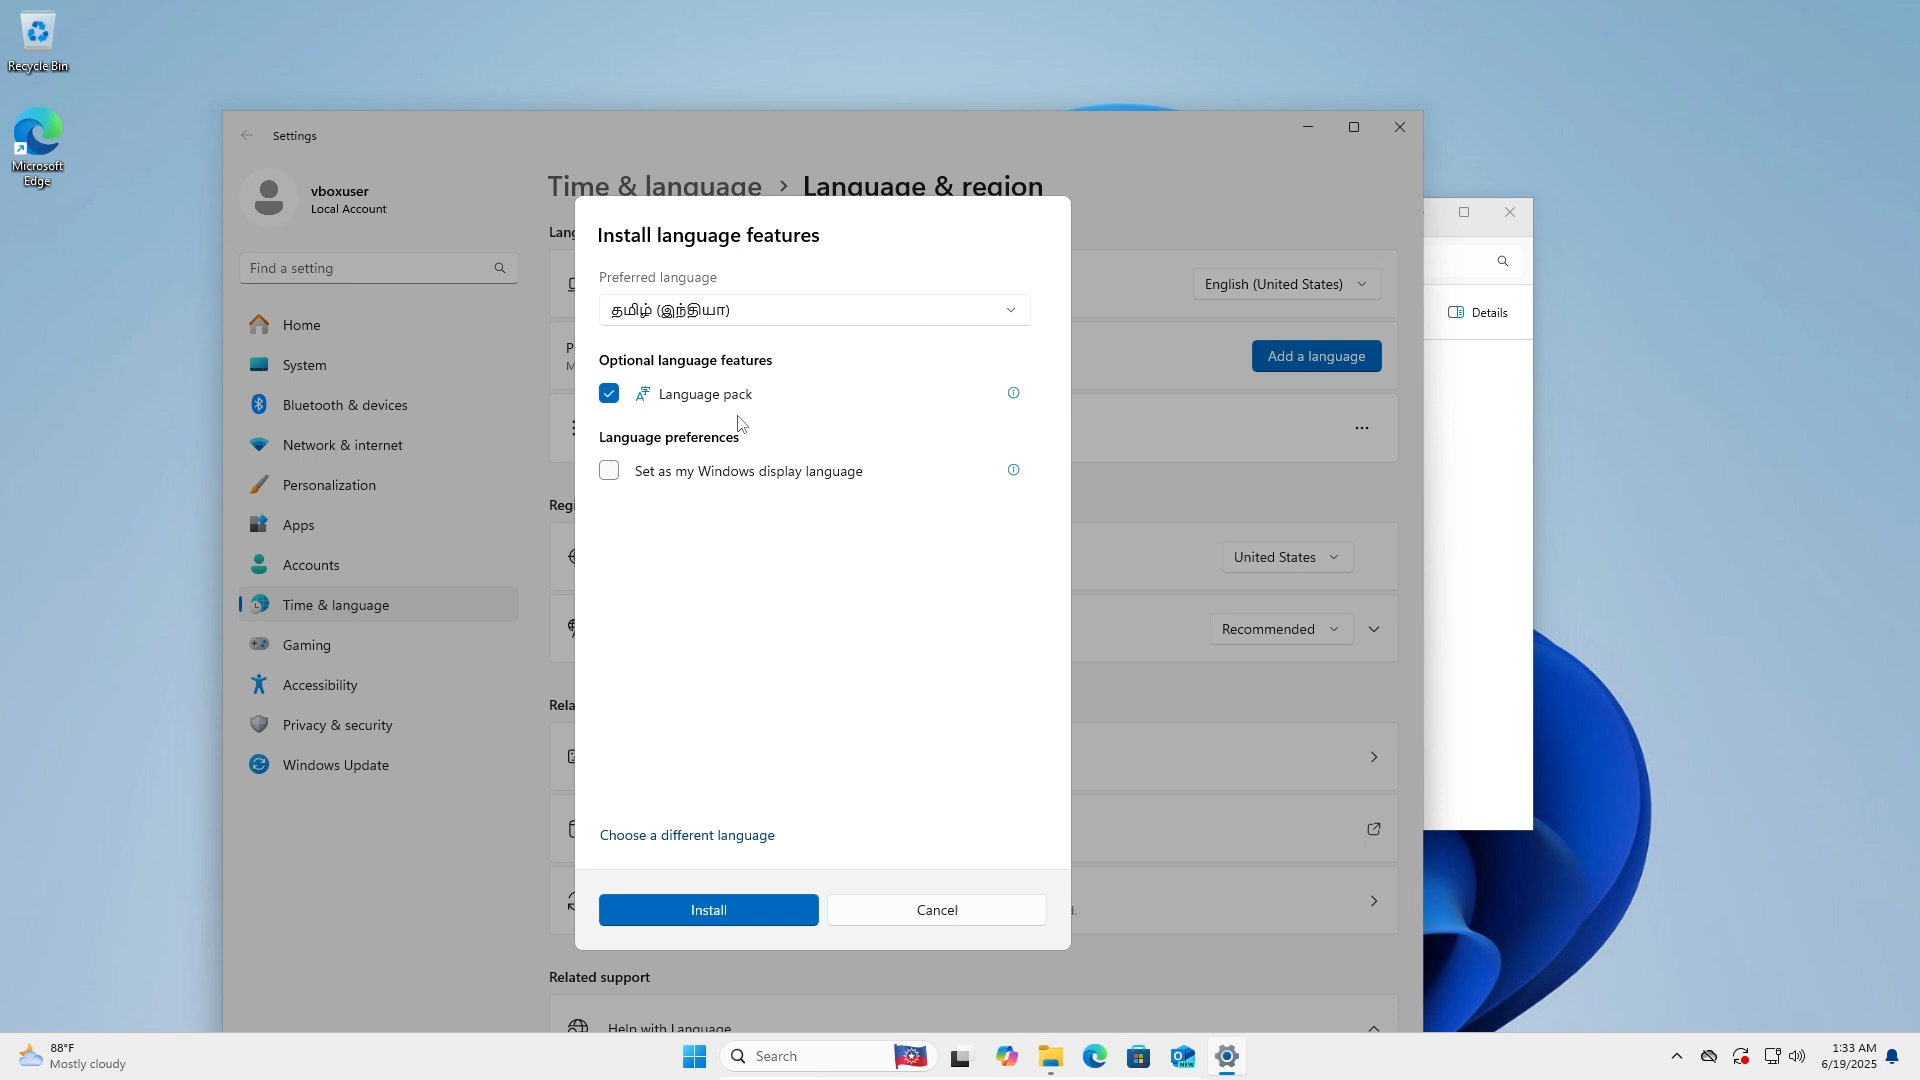 Recycle Bin
Microsoft
Edge
Settings
vboxuser
Local Account
Find a setting
Home
System
Bluetooth & devices
Network & internet
Personalization
Apps
Accounts
Time & language
Gaming
Accessibility
Privacy & security
Windows Update
Time & language > Language & region
English (United States)
Add a language
United States
Recommended
Related support
Help with Language
Install language features
Preferred language
தமிழ் (இந்தியா)
Optional language features
Language pack
Language preferences
Set as my Windows display language
Choose a different language
Install
Cancel
Details
88°F
Mostly cloudy
Search
NEW
1:33 AM
6/19/2025